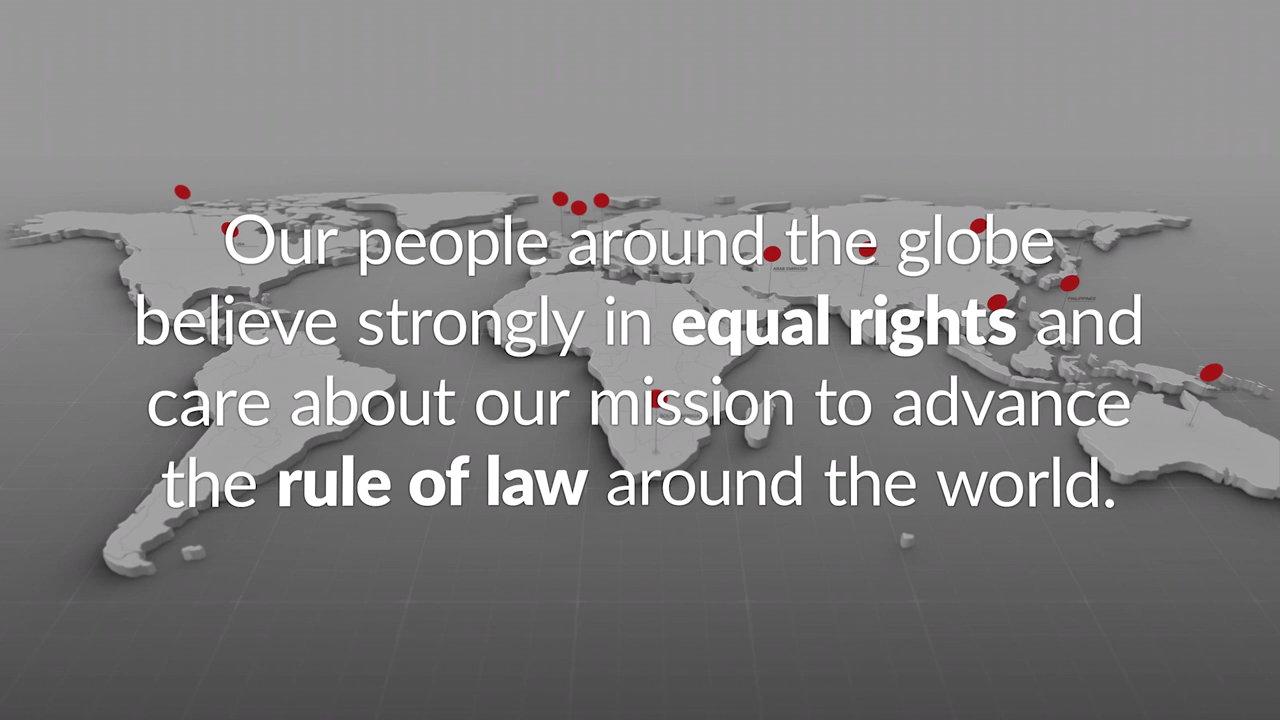 Our people around the globe
believe strongly in equal rights and
care about our mission to advance
the rule of law around the world.
PHILIPPINES